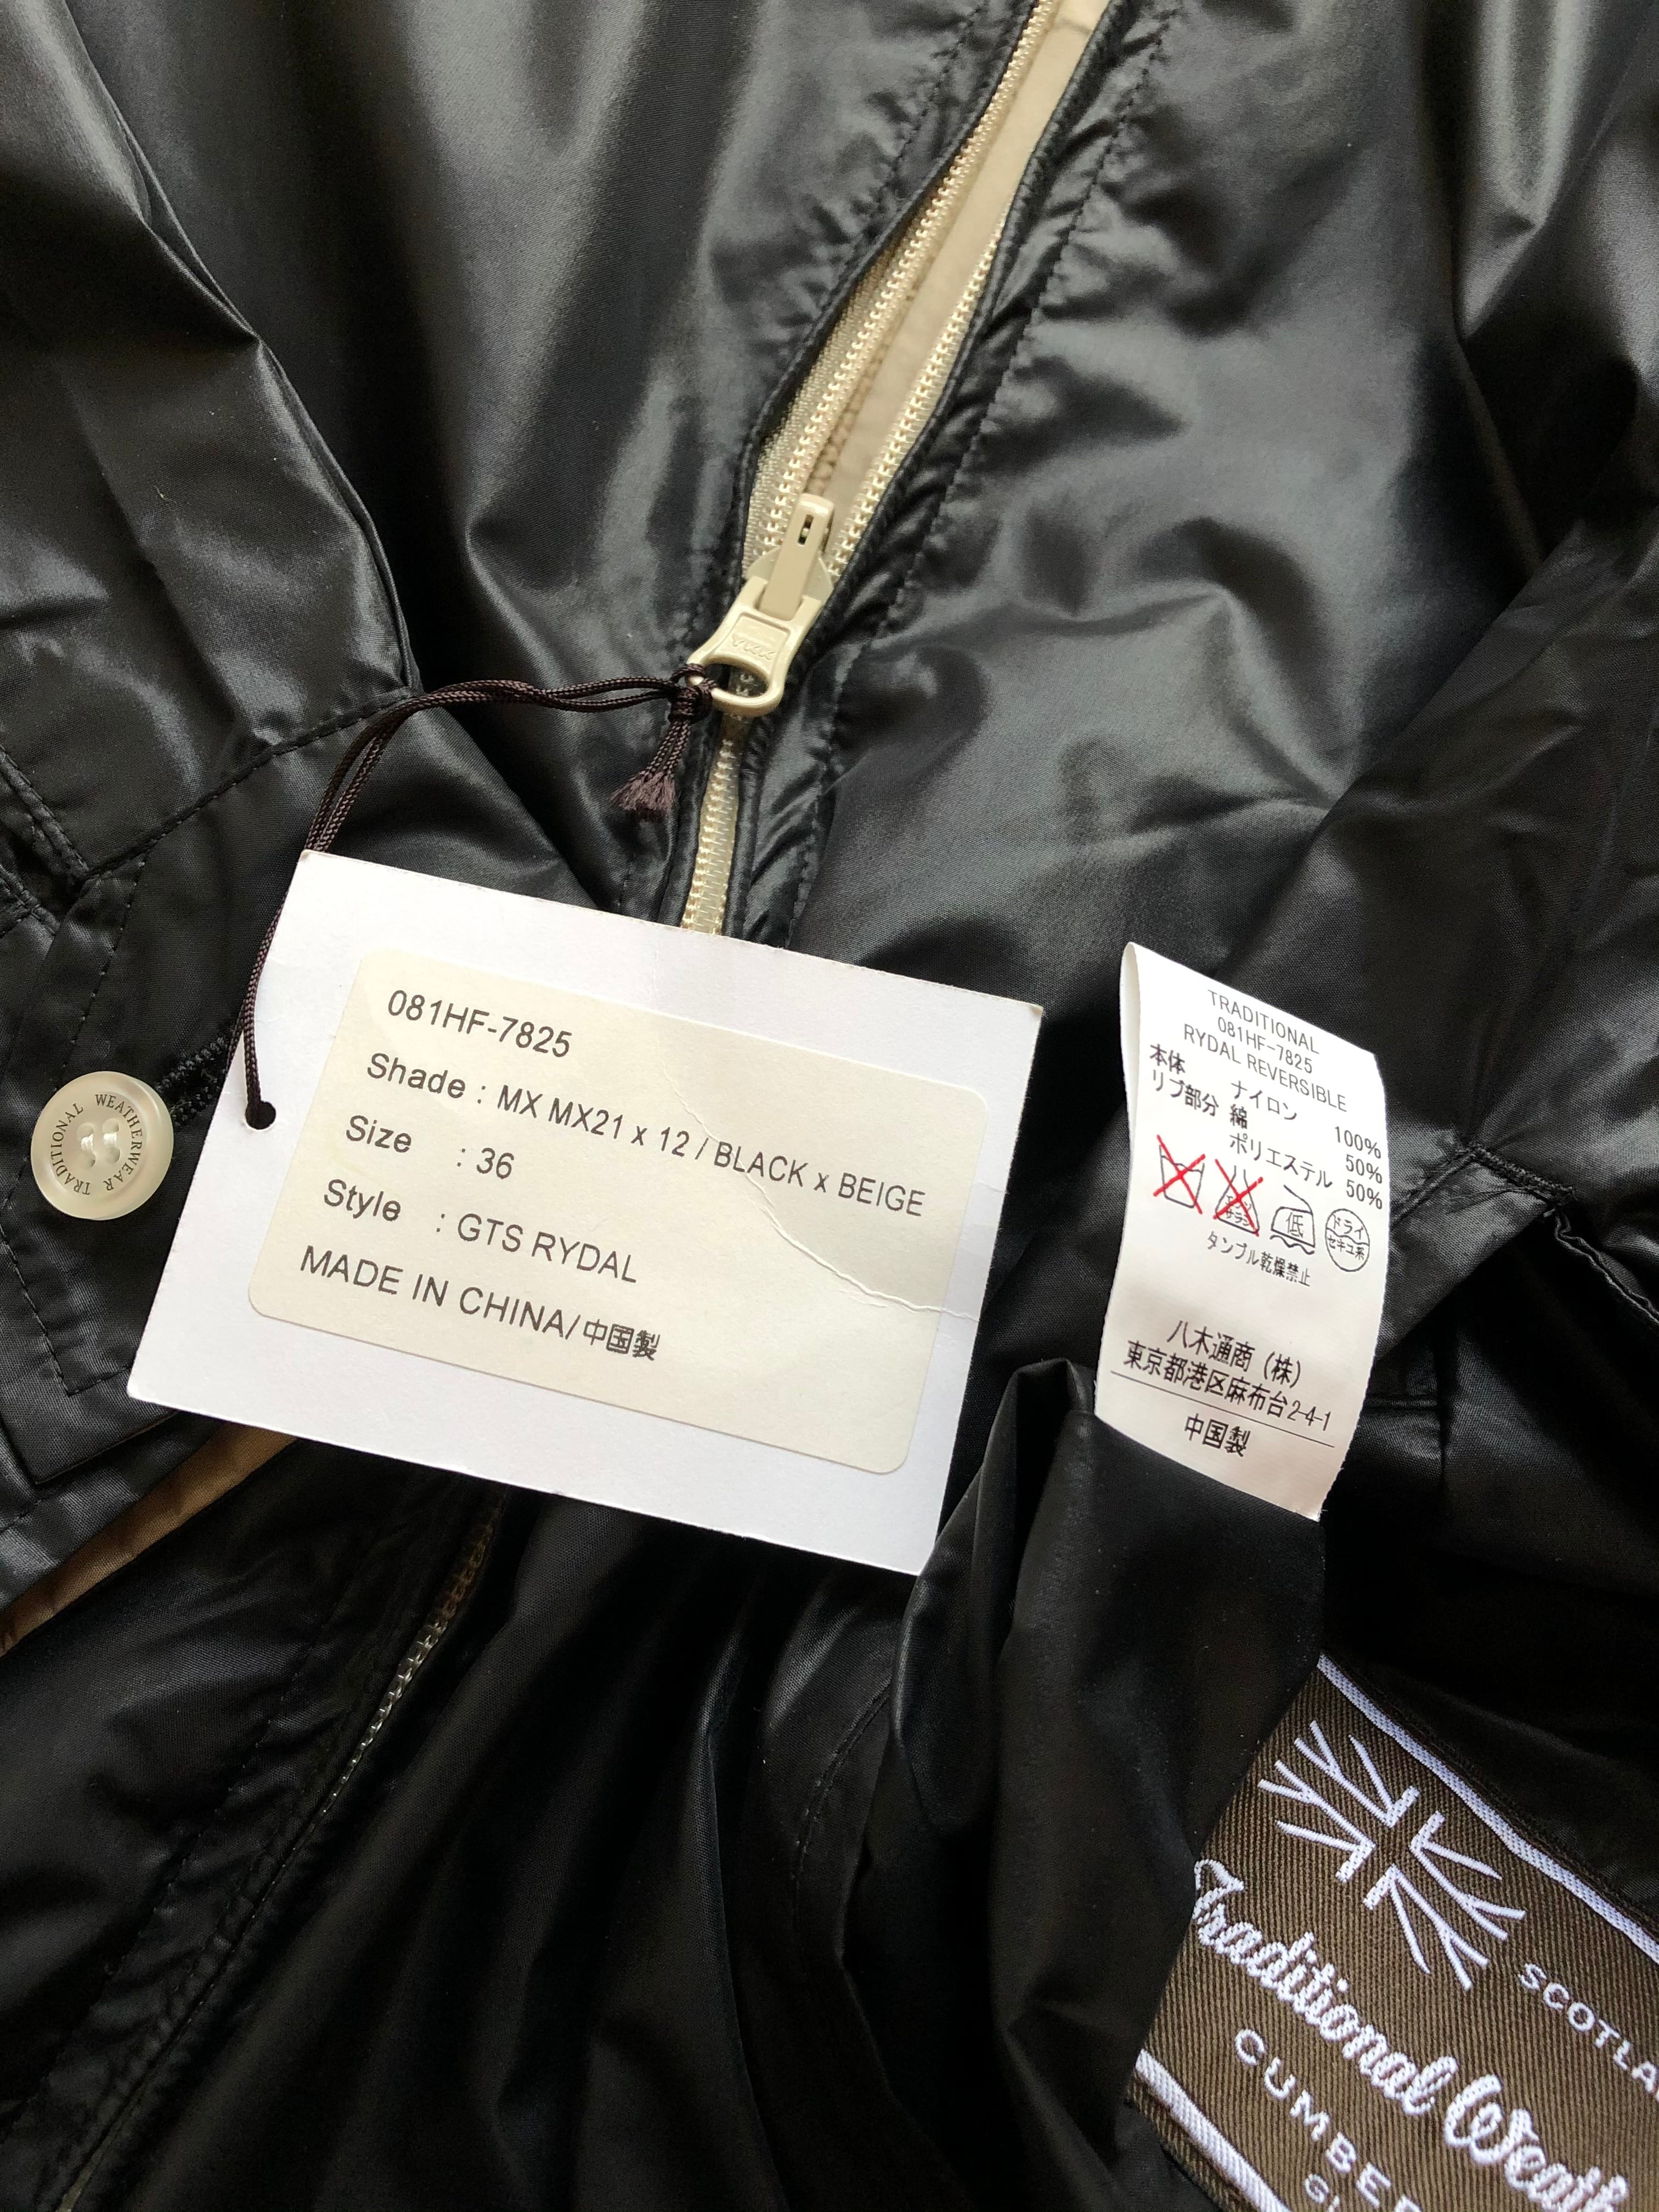 081HF-7825
Shade : MX MX21 x 12 / BLACK x BEIGE
Size : 36
Style : GTS RYDAL
MADE IN CHINA/中国製
TRADITIONAL
081HF-7825
RYDAL REVERSIBLE
本体 ナイロン 100%
リブ部分 綿 50%
ポリエステル 50%
低
ドライ
セキユ系
タンブル乾燥禁止
八木通商(株)
東京都港区麻布台2-4-1
中国製
TRADITIONAL WEATHERWEAR
SCOTLA
Traditional Weath
CUMBE